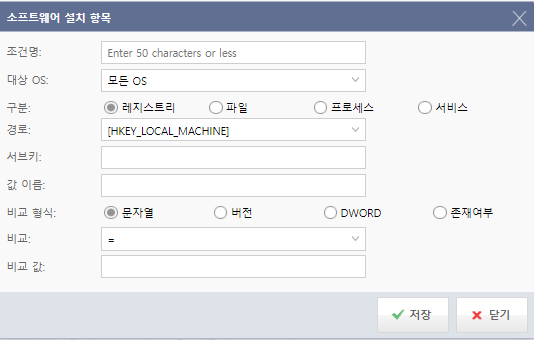 소프트웨어 설치 항목
조건명: Enter 50 characters or less
대상 OS: 모든 OS
구분: 레지스트리 파일 프로세스 서비스
경로: [HKEY_LOCAL_MACHINE]
서브키:
값 이름:
비교 형식: 문자열 버전 DWORD 존재여부
비교: =
비교 값:
저장 닫기